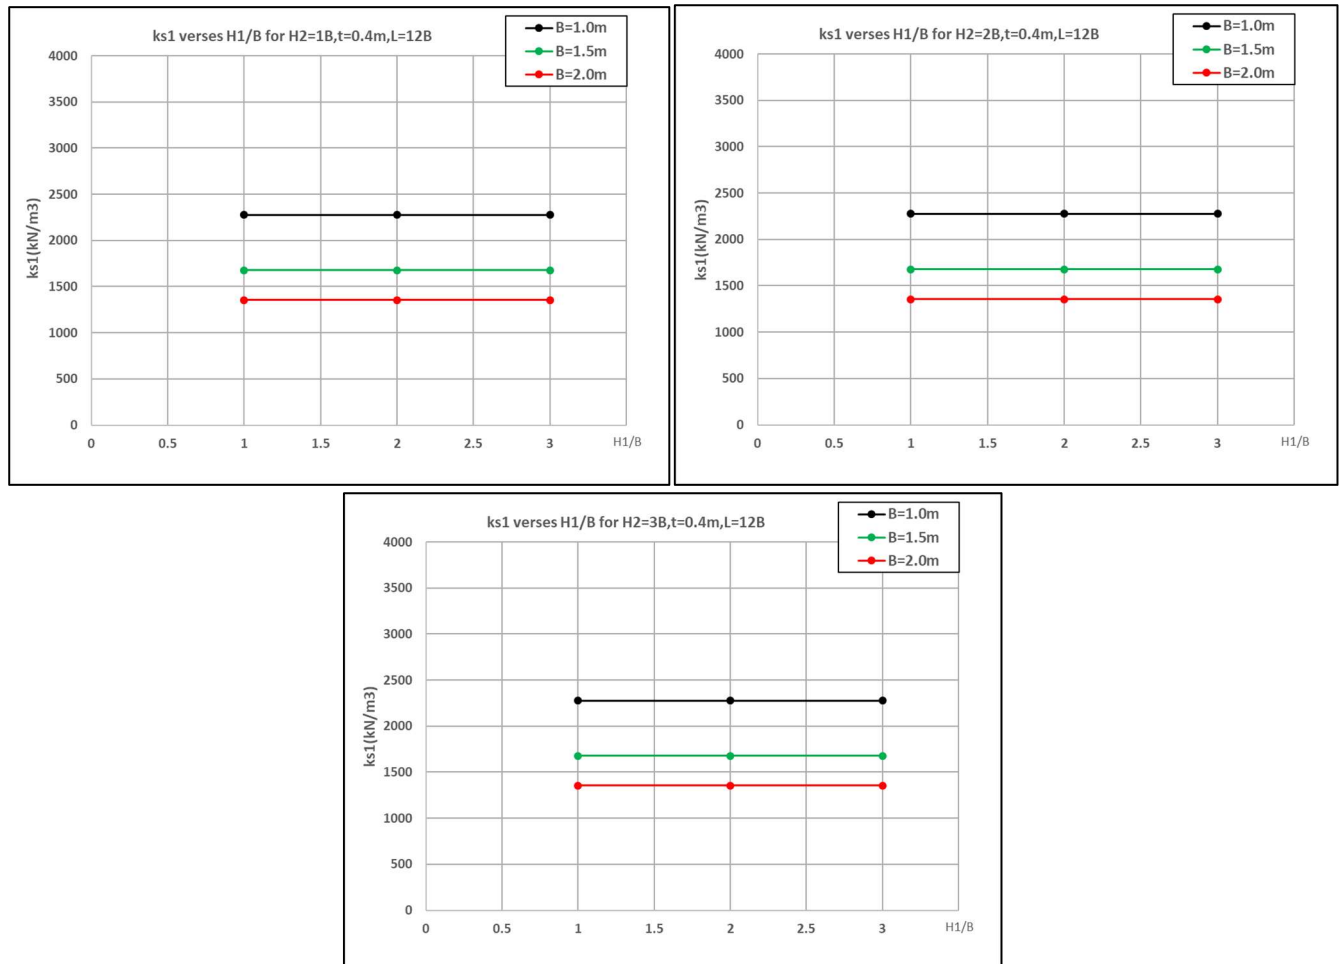 ks1 verses H1/B for H2=1B,t=0.4m,L=12B
B=1.0m
B=1.5m
B=2.0m
4000
3500
3000
2500
2000
1500
1000
500
0
ks1(kN/m3)
0 0.5 1 1.5 2 2.5 3 H1/B
ks1 verses H1/B for H2=2B,t=0.4m,L=12B
B=1.0m
B=1.5m
B=2.0m
4000
3500
3000
2500
2000
1500
1000
500
0
ks1(kN/m3)
0 0.5 1 1.5 2 2.5 3 H1/B
ks1 verses H1/B for H2=3B,t=0.4m,L=12B
B=1.0m
B=1.5m
B=2.0m
4000
3500
3000
2500
2000
1500
1000
500
0
ks1(kN/m3)
0 0.5 1 1.5 2 2.5 3 H1/B